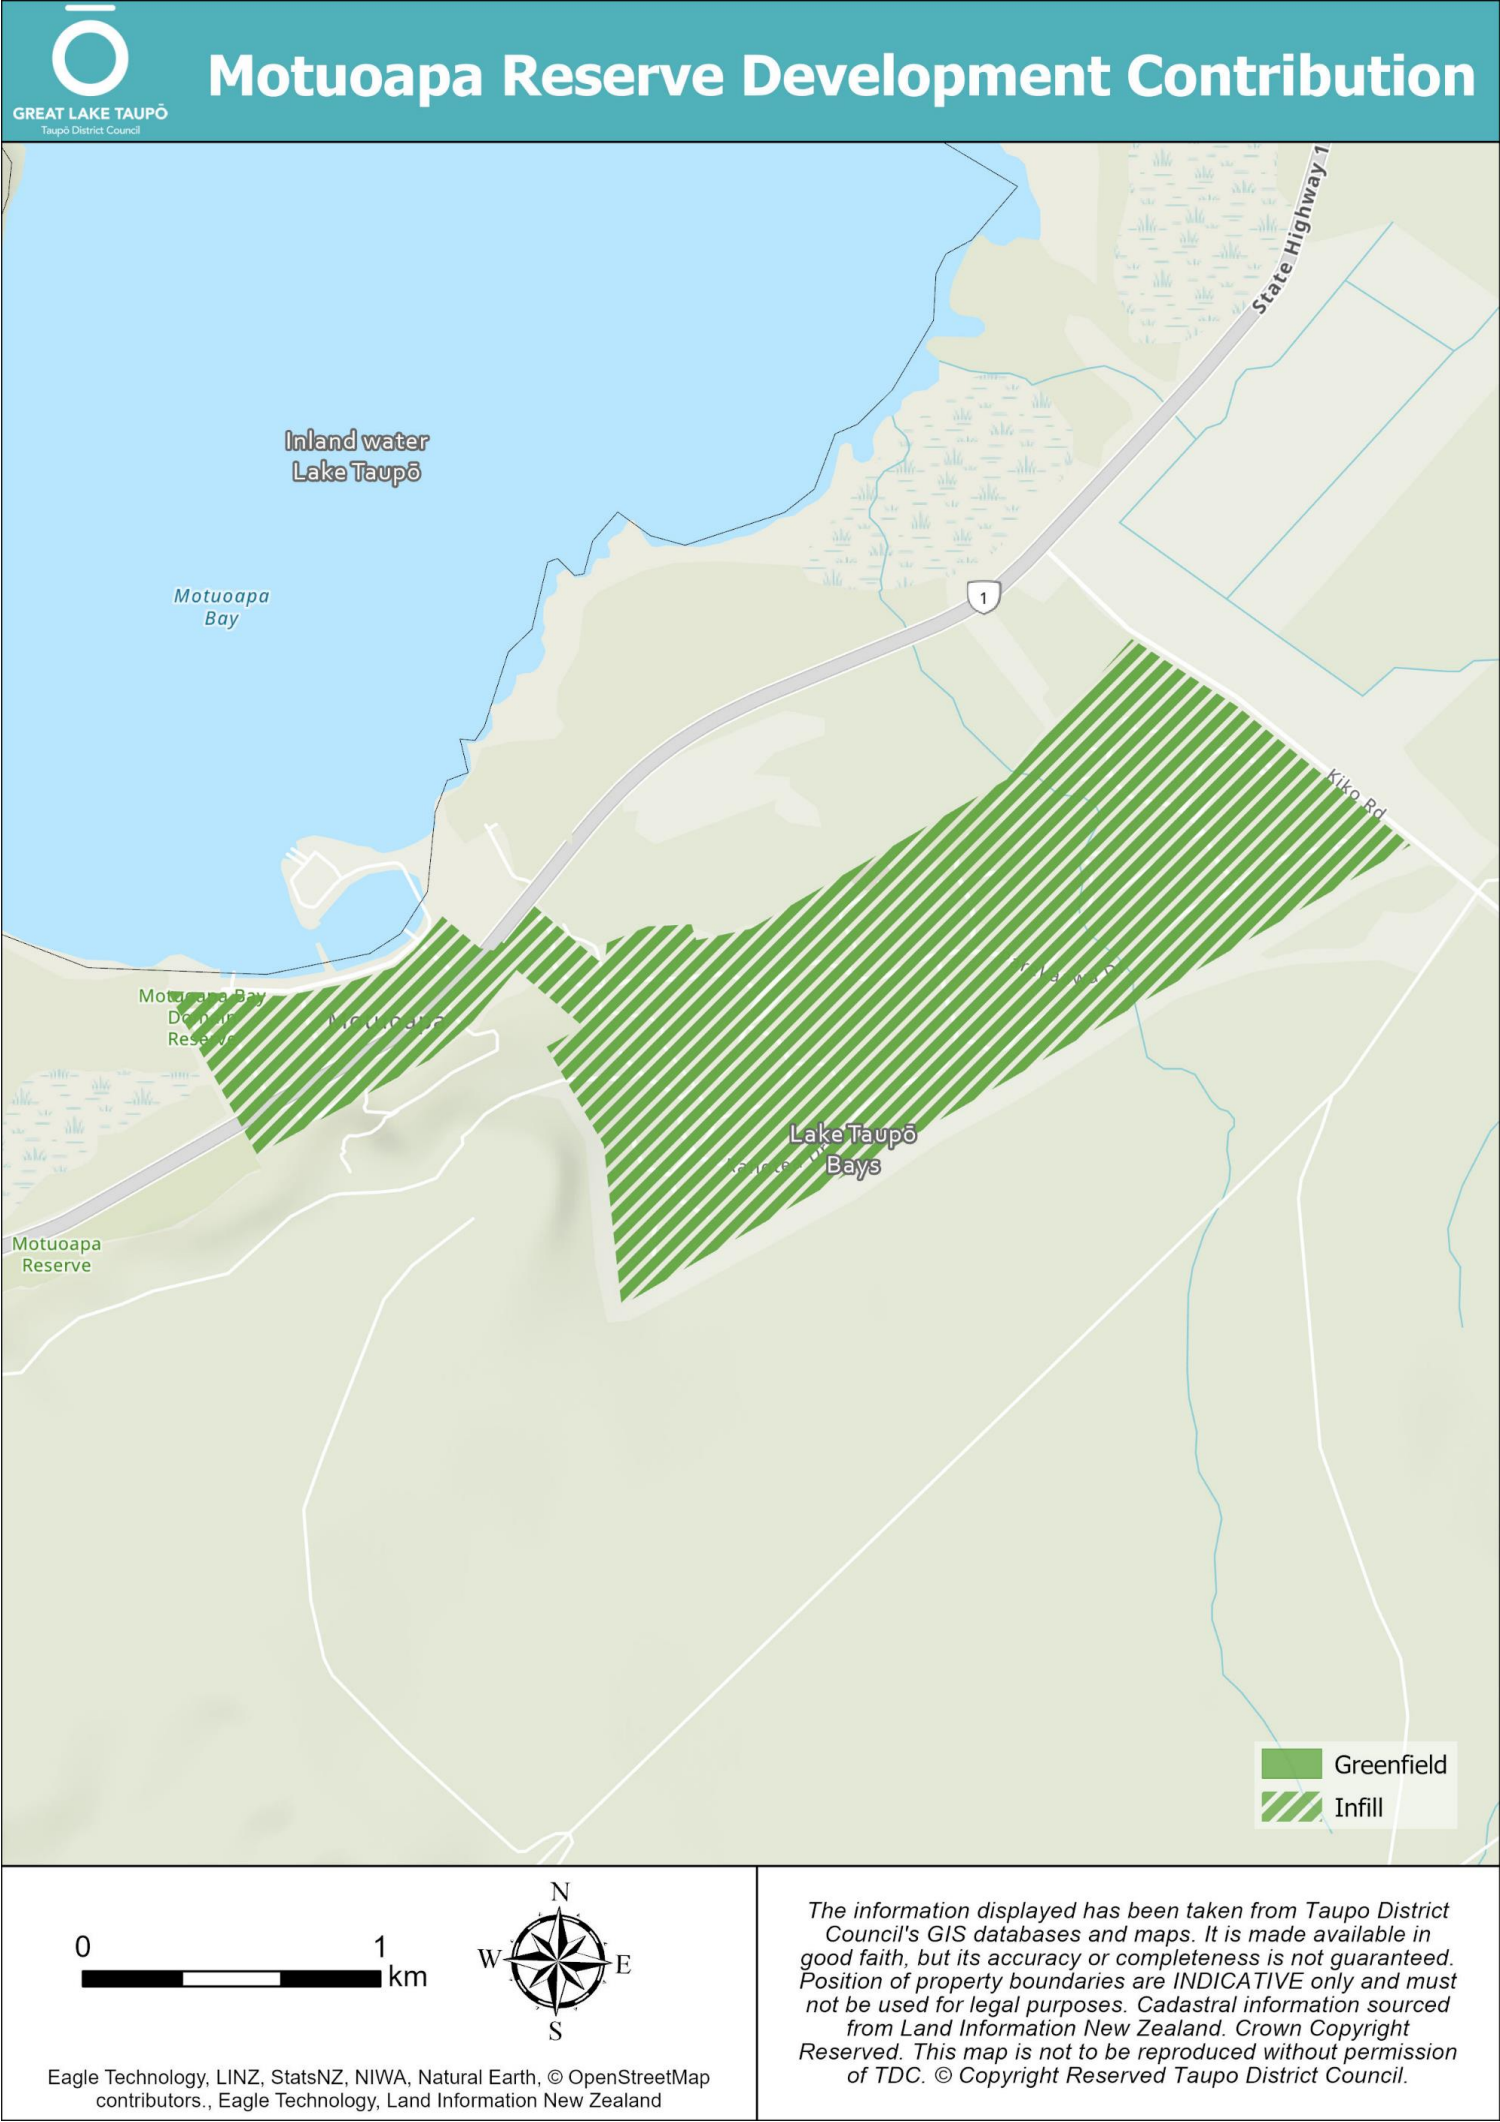 GREAT LAKE TAUPŌ
Taupō District Council
Motuoapa Reserve Development Contribution
State Highway 1
Inland water
Lake Taupō
Motuoapa
Bay
1
Kiko Rd
Motuoapa Bay
Domain
Reserve
Motuoapa
Lake Taupō
Bays
Motuoapa
Reserve
Greenfield
Infill
0 1
km
N
W E
S
Eagle Technology, LINZ, StatsNZ, NIWA, Natural Earth, © OpenStreetMap
contributors., Eagle Technology, Land Information New Zealand
The information displayed has been taken from Taupo District
Council's GIS databases and maps. It is made available in
good faith, but its accuracy or completeness is not guaranteed.
Position of property boundaries are INDICATIVE only and must
not be used for legal purposes. Cadastral information sourced
from Land Information New Zealand. Crown Copyright
Reserved. This map is not to be reproduced without permission
of TDC. © Copyright Reserved Taupo District Council.